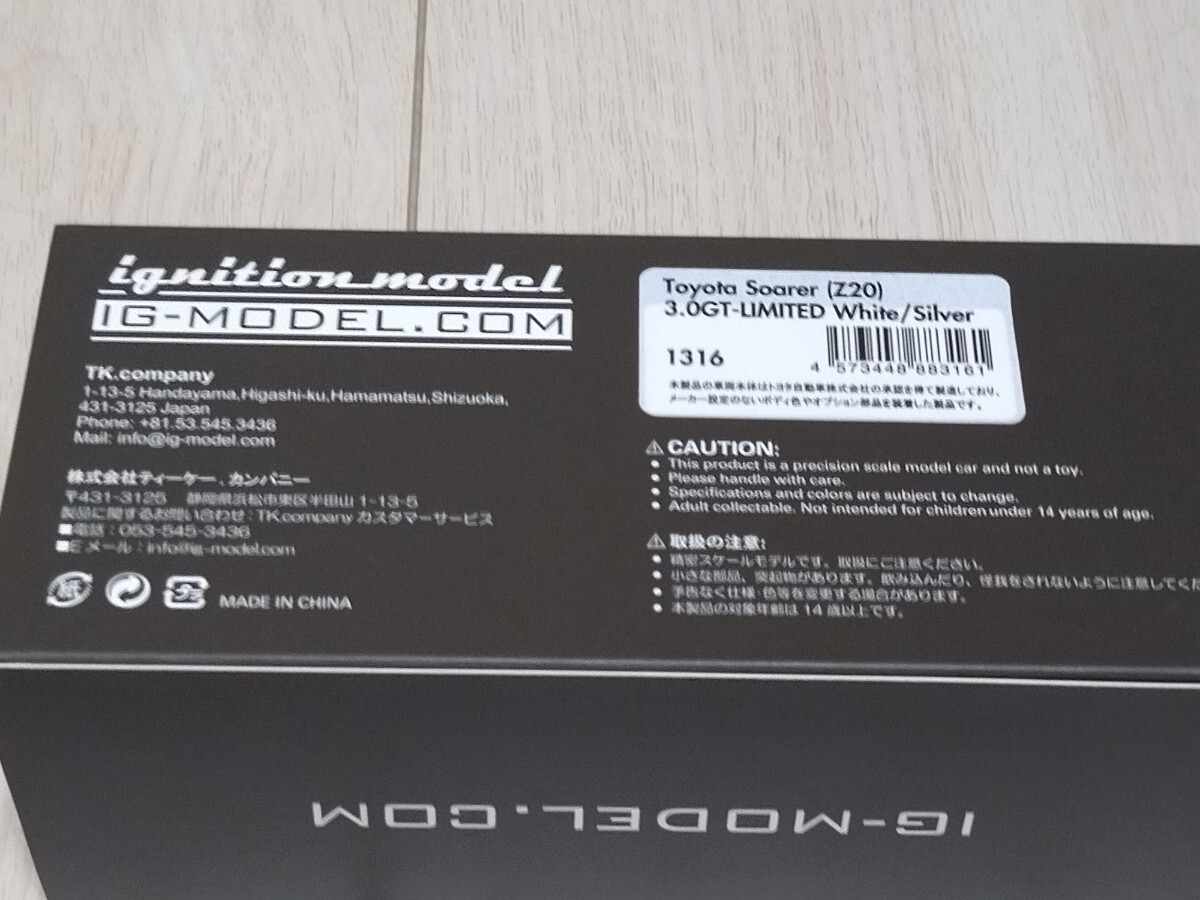 ignition model
IG-MODEL.COM
TK.company
1-13-5 Handayama,Higashi-ku,Hamamatsu,Shizuoka,
431-3125 Japan
Phone: +81.53.545.3436
Mail: info@ig-model.com
株式会社ティーケー、カンパニー
〒431-3125 静岡県浜松市東区半田山 1-13-5
製品に関するお問い合わせ：TK.company カスタマーサービス
■電話：053-545-3436
■Eメール：info@ig-model.com
紙
プラ
MADE IN CHINA
Toyota Soarer (Z20)
3.0GT-LIMITED White/Silver
1316
4 573448 883161
本製品の車両本体はトヨタ自動車株式会社の承認を得て製造しており、
メーカー設定のないボディ色やオプション部品を装着した製品です。
⚠ CAUTION:
• This product is a precision scale model car and not a toy.
• Please handle with care.
• Specifications and colors are subject to change.
• Adult collectable. Not intended for children under 14 years of age.
⚠ 取扱の注意:
• 精密スケールモデルです。取扱にご注意ください。
• 小さな部品、突起物があります。飲み込んだり、怪我をされないように注意してくだ
• 予告なく仕様・色等を変更する場合があります。
• 本製品の対象年齢は 14 歳以上です。
IG-MODEL.COM